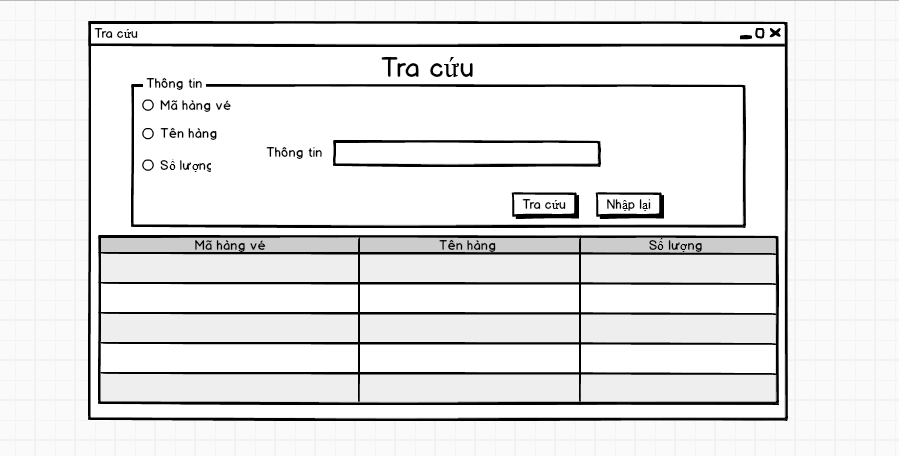 Tra cứu
Tra cứu
Thông tin
Mã hàng vé
Tên hàng
Số lượng
Thông tin
Tra cứu Nhập lại
Mã hàng vé Tên hàng Số lượng